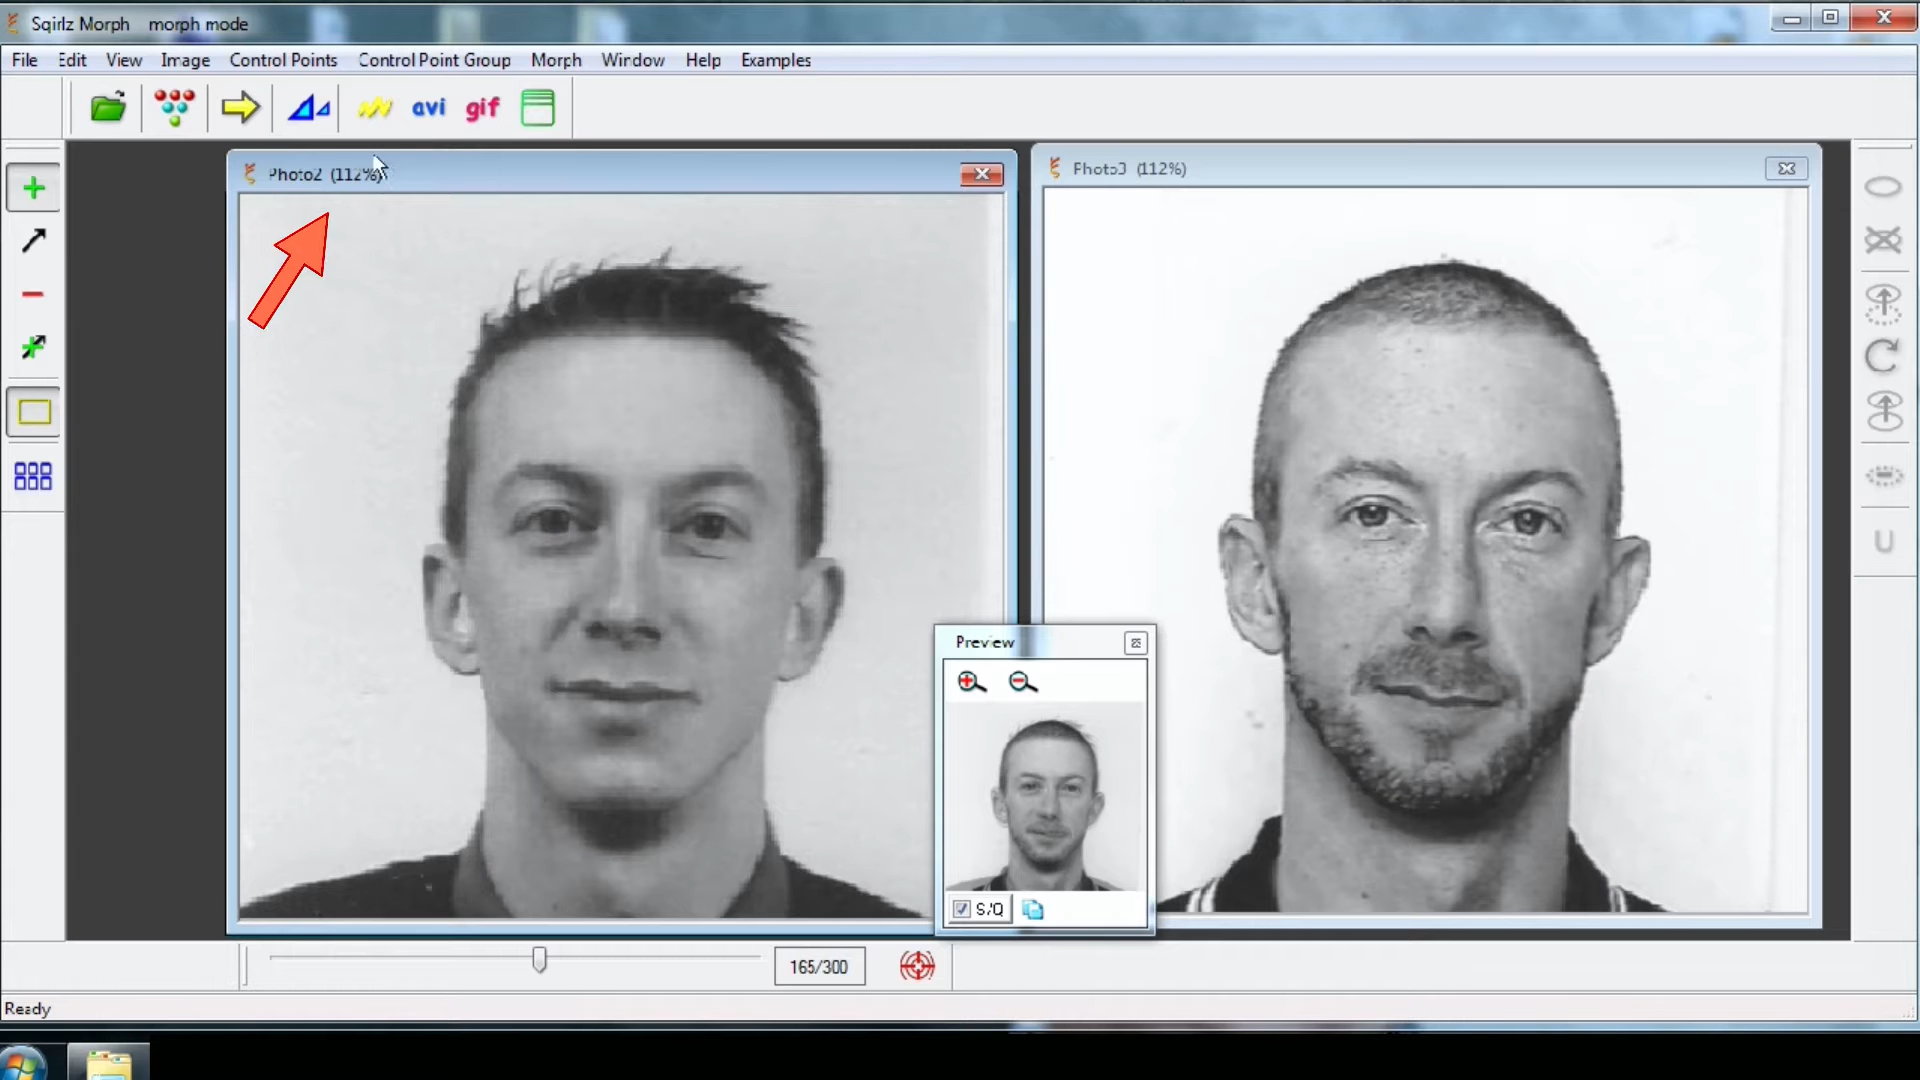 Sqirlz Morph morph mode
File Edit View Image Control Points Control Point Group Morph Window Help Examples
avi gif
Photo2 (112%)
Photo3 (112%)
Preview
S/Q
165/300
Ready